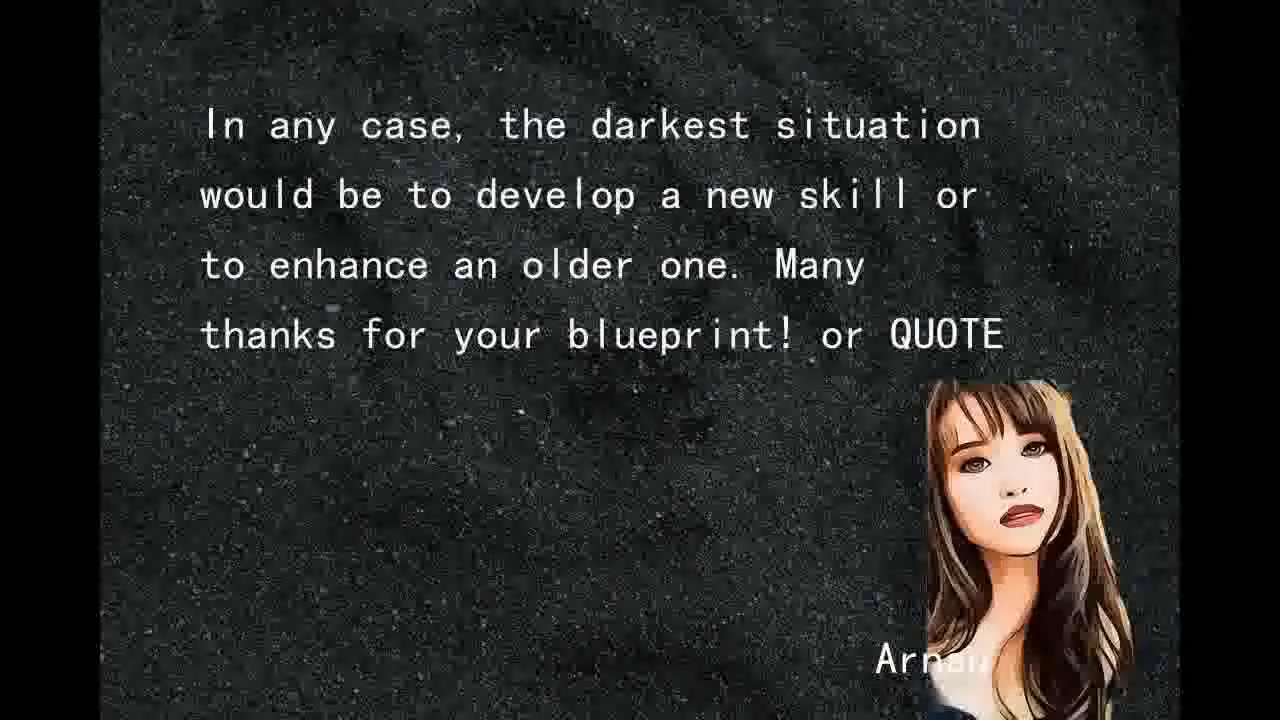 In any case, the darkest situation
would be to develop a new skill or
to enhance an older one. Many
thanks for your blueprint! or QUOTE
Arnau